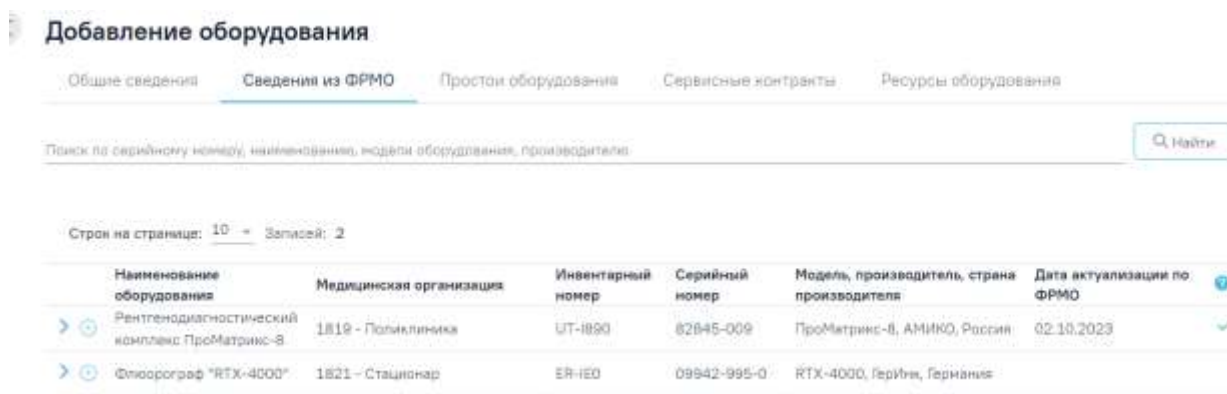 Добавление оборудования
Общие сведения Сведения из ФРМО Простои оборудования Сервисные контракты Ресурсы оборудования
Поиск по серийному номеру, наименованию, модели оборудования, производителю
Найти
Строк на странице: 10 Записей: 2
Наименование оборудования Медицинская организация Инвентарный номер Серийный номер Модель, производитель, страна производителя Дата актуализации по ФРМО
Рентгенодиагностический комплекс ПроМатрикс-8 1819 - Поликлиника UT-I890 82845-009 ПроМатрикс-8, АМИКО, Россия 02.10.2023
Флюорограф "RTX-4000" 1821 - Стационар ER-IE0 09942-995-0 RTX-4000, ГерИнк, Германия